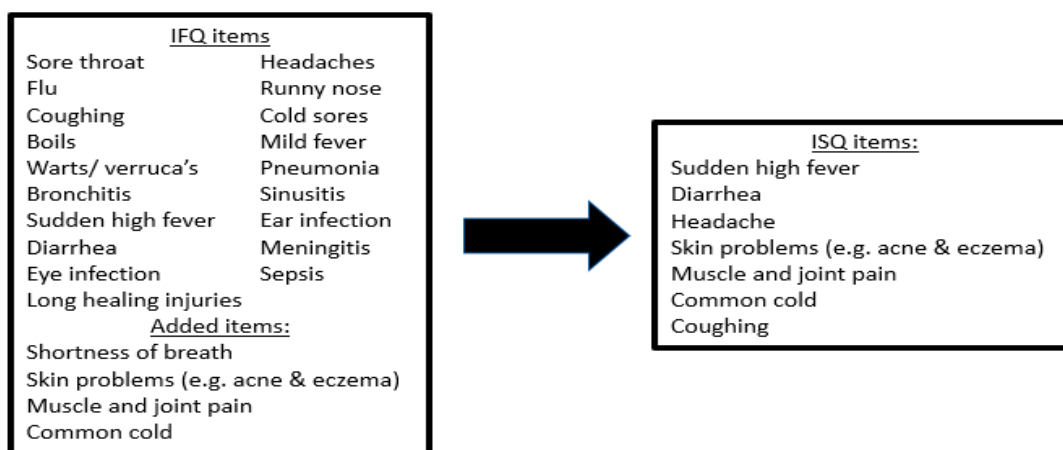 IFQ items
Sore throat Headaches
Flu Runny nose
Coughing Cold sores
Boils Mild fever
Warts/ verruca’s Pneumonia
Bronchitis Sinusitis
Sudden high fever Ear infection
Diarrhea Meningitis
Eye infection Sepsis
Long healing injuries
Added items:
Shortness of breath
Skin problems (e.g. acne & eczema)
Muscle and joint pain
Common cold
ISQ items:
Sudden high fever
Diarrhea
Headache
Skin problems (e.g. acne & eczema)
Muscle and joint pain
Common cold
Coughing